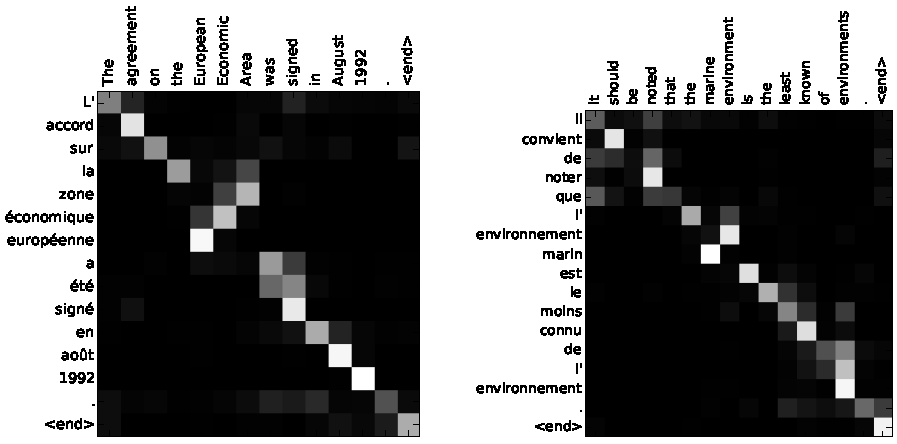 The
agreement
on
the
European
Economic
Area
was
signed
in
August
1992
.
<end>
L'
accord
sur
la
zone
économique
européenne
a
été
signé
en
août
1992
.
<end>
It
should
be
noted
that
the
marine
environment
is
the
least
known
of
environments
.
<end>
Il
convient
de
noter
que
l'
environnement
marin
est
le
moins
connu
de
l'
environnement
.
<end>